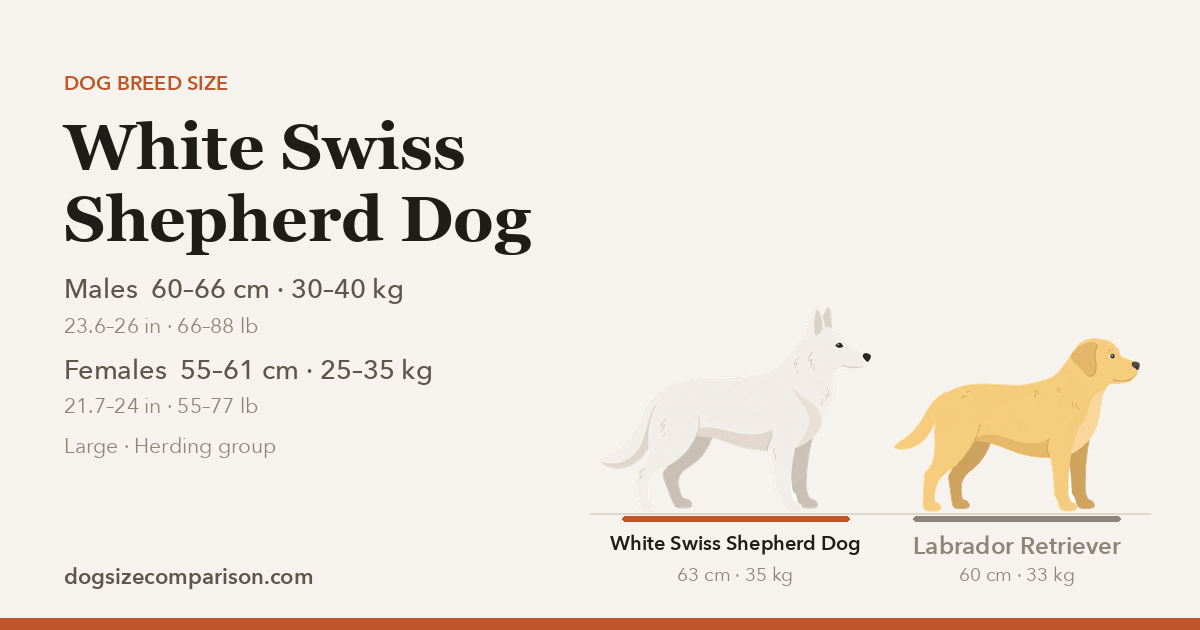 DOG BREED SIZE
White Swiss
Shepherd Dog
Males 60–66 cm · 30–40 kg
23.6–26 in · 66–88 lb
Females 55–61 cm · 25–35 kg
21.7–24 in · 55–77 lb
Large · Herding group
White Swiss Shepherd Dog
63 cm · 35 kg
Labrador Retriever
60 cm · 33 kg
dogsizecomparison.com